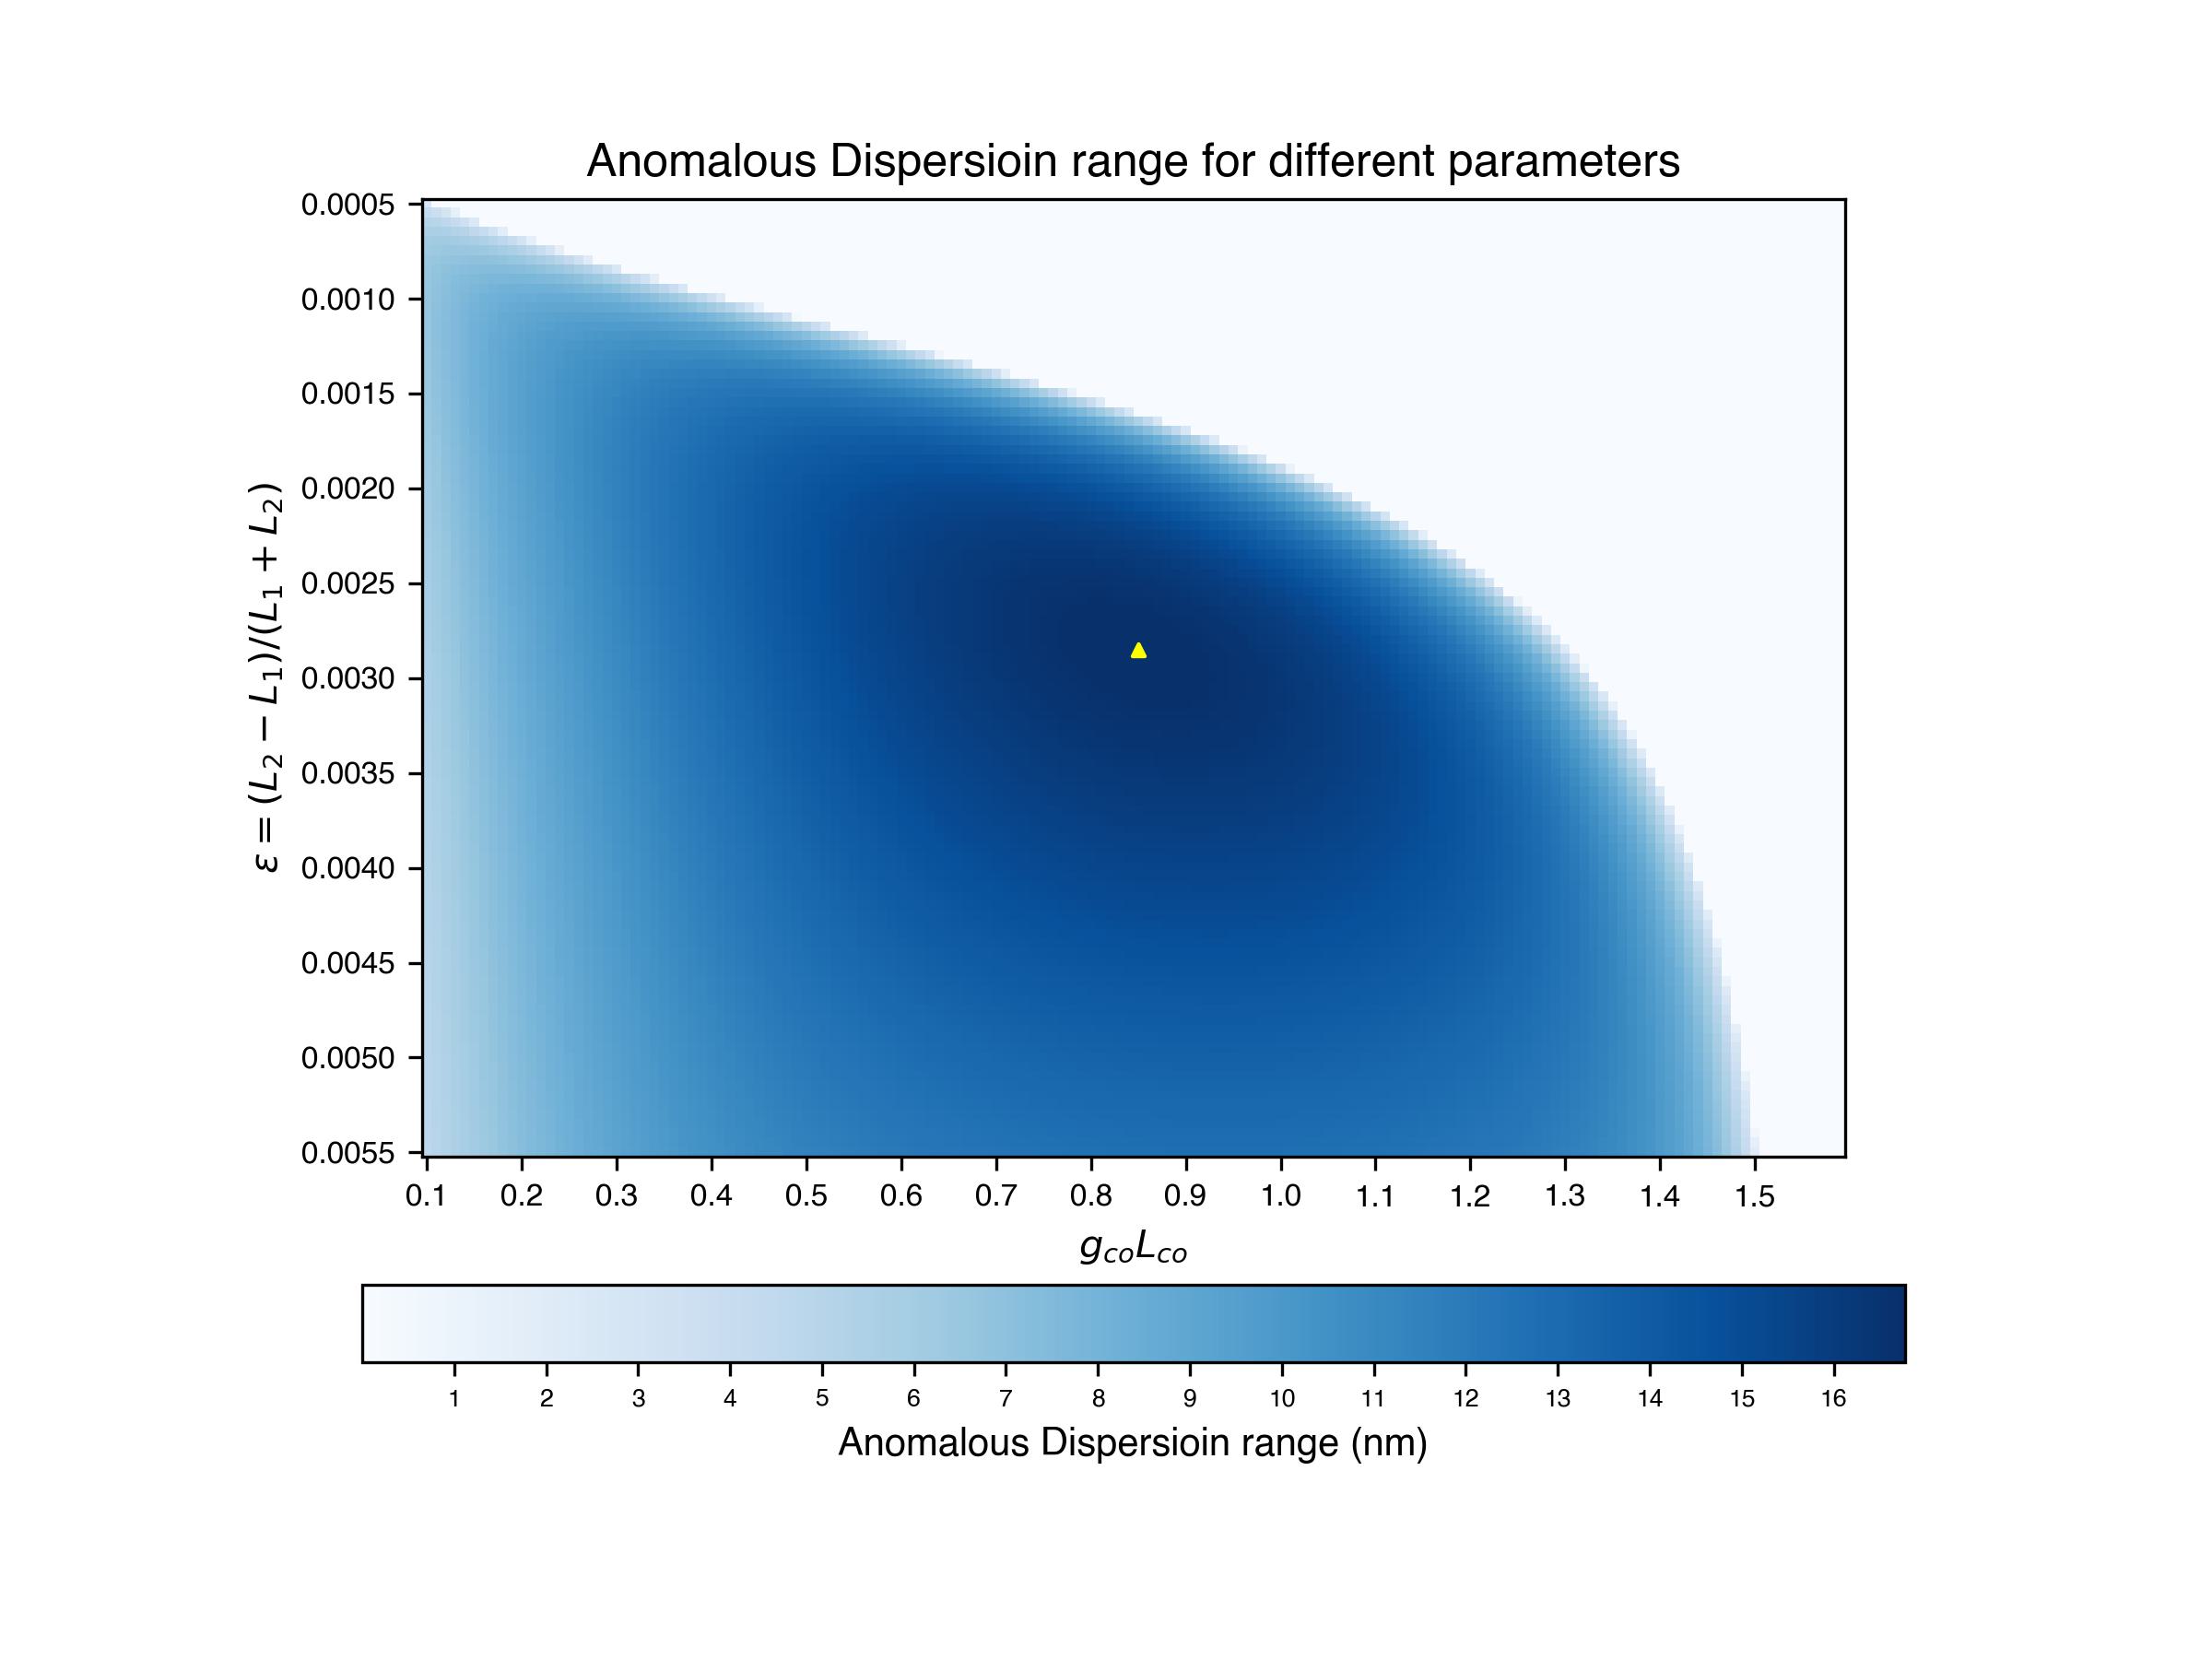 Anomalous Dispersioin range for different parameters
ε = (L₂ − L₁)/(L₁ + L₂)
0.0005
0.0010
0.0015
0.0020
0.0025
0.0030
0.0035
0.0040
0.0045
0.0050
0.0055
0.1 0.2 0.3 0.4 0.5 0.6 0.7 0.8 0.9 1.0 1.1 1.2 1.3 1.4 1.5
g_{co}L_{co}
1 2 3 4 5 6 7 8 9 10 11 12 13 14 15 16
Anomalous Dispersioin range (nm)